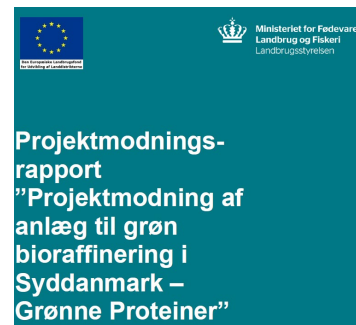 Ministeriet for Fødevare
Landbrug og Fiskeri
Landbrugsstyrelsen
Den Europæiske Landbrugsfond
for Udvikling af Landdistrikterne
Projektmodnings-
rapport
”Projektmodning af
anlæg til grøn
bioraffinering i
Syddanmark –
Grønne Proteiner”